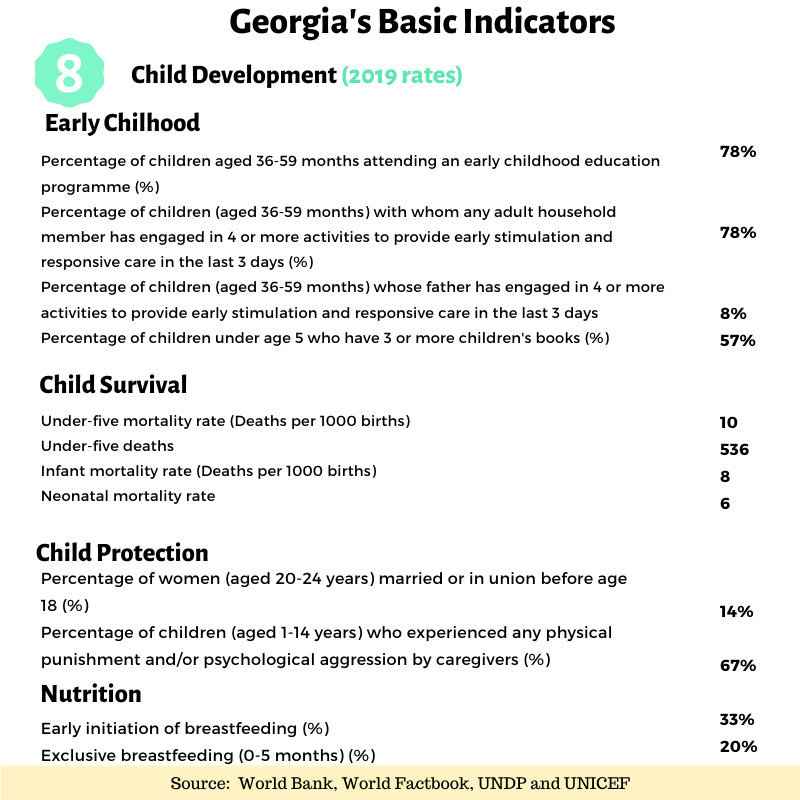 Georgia's Basic Indicators
8
Child Development (2019 rates)
Early Chilhood
Percentage of children aged 36-59 months attending an early childhood education
programme (%)
78%
Percentage of children (aged 36-59 months) with whom any adult household
member has engaged in 4 or more activities to provide early stimulation and
responsive care in the last 3 days (%)
78%
Percentage of children (aged 36-59 months) whose father has engaged in 4 or more
activities to provide early stimulation and responsive care in the last 3 days
8%
Percentage of children under age 5 who have 3 or more children's books (%)
57%
Child Survival
Under-five mortality rate (Deaths per 1000 births)
10
Under-five deaths
536
Infant mortality rate (Deaths per 1000 births)
8
Neonatal mortality rate
6
Child Protection
Percentage of women (aged 20-24 years) married or in union before age
18 (%)
14%
Percentage of children (aged 1-14 years) who experienced any physical
punishment and/or psychological aggression by caregivers (%)
67%
Nutrition
Early initiation of breastfeeding (%)
33%
Exclusive breastfeeding (0-5 months) (%)
20%
Source:  World Bank, World Factbook, UNDP and UNICEF